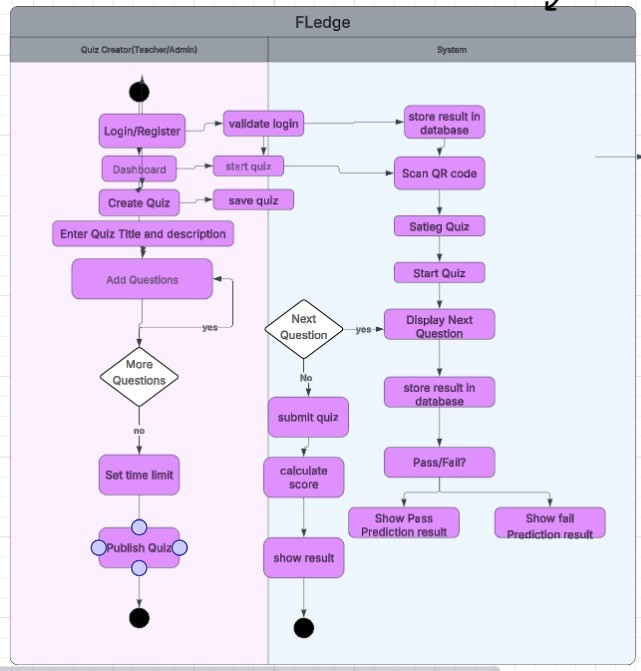 FLedge
Quiz Creator(Teacher/Admin)
System
Login/Register
validate login
store result in
database
Dashboard
start quiz
Scan QR code
Create Quiz
save quiz
Enter Quiz Title and description
Satieg Quiz
Add Questions
Start Quiz
yes
Next
Question
yes
Display Next
Question
More
Questions
No
store result in
database
submit quiz
no
Set time limit
calculate
score
Pass/Fail?
Show Pass
Prediction result
Show fail
Prediction result
Publish Quiz
show result